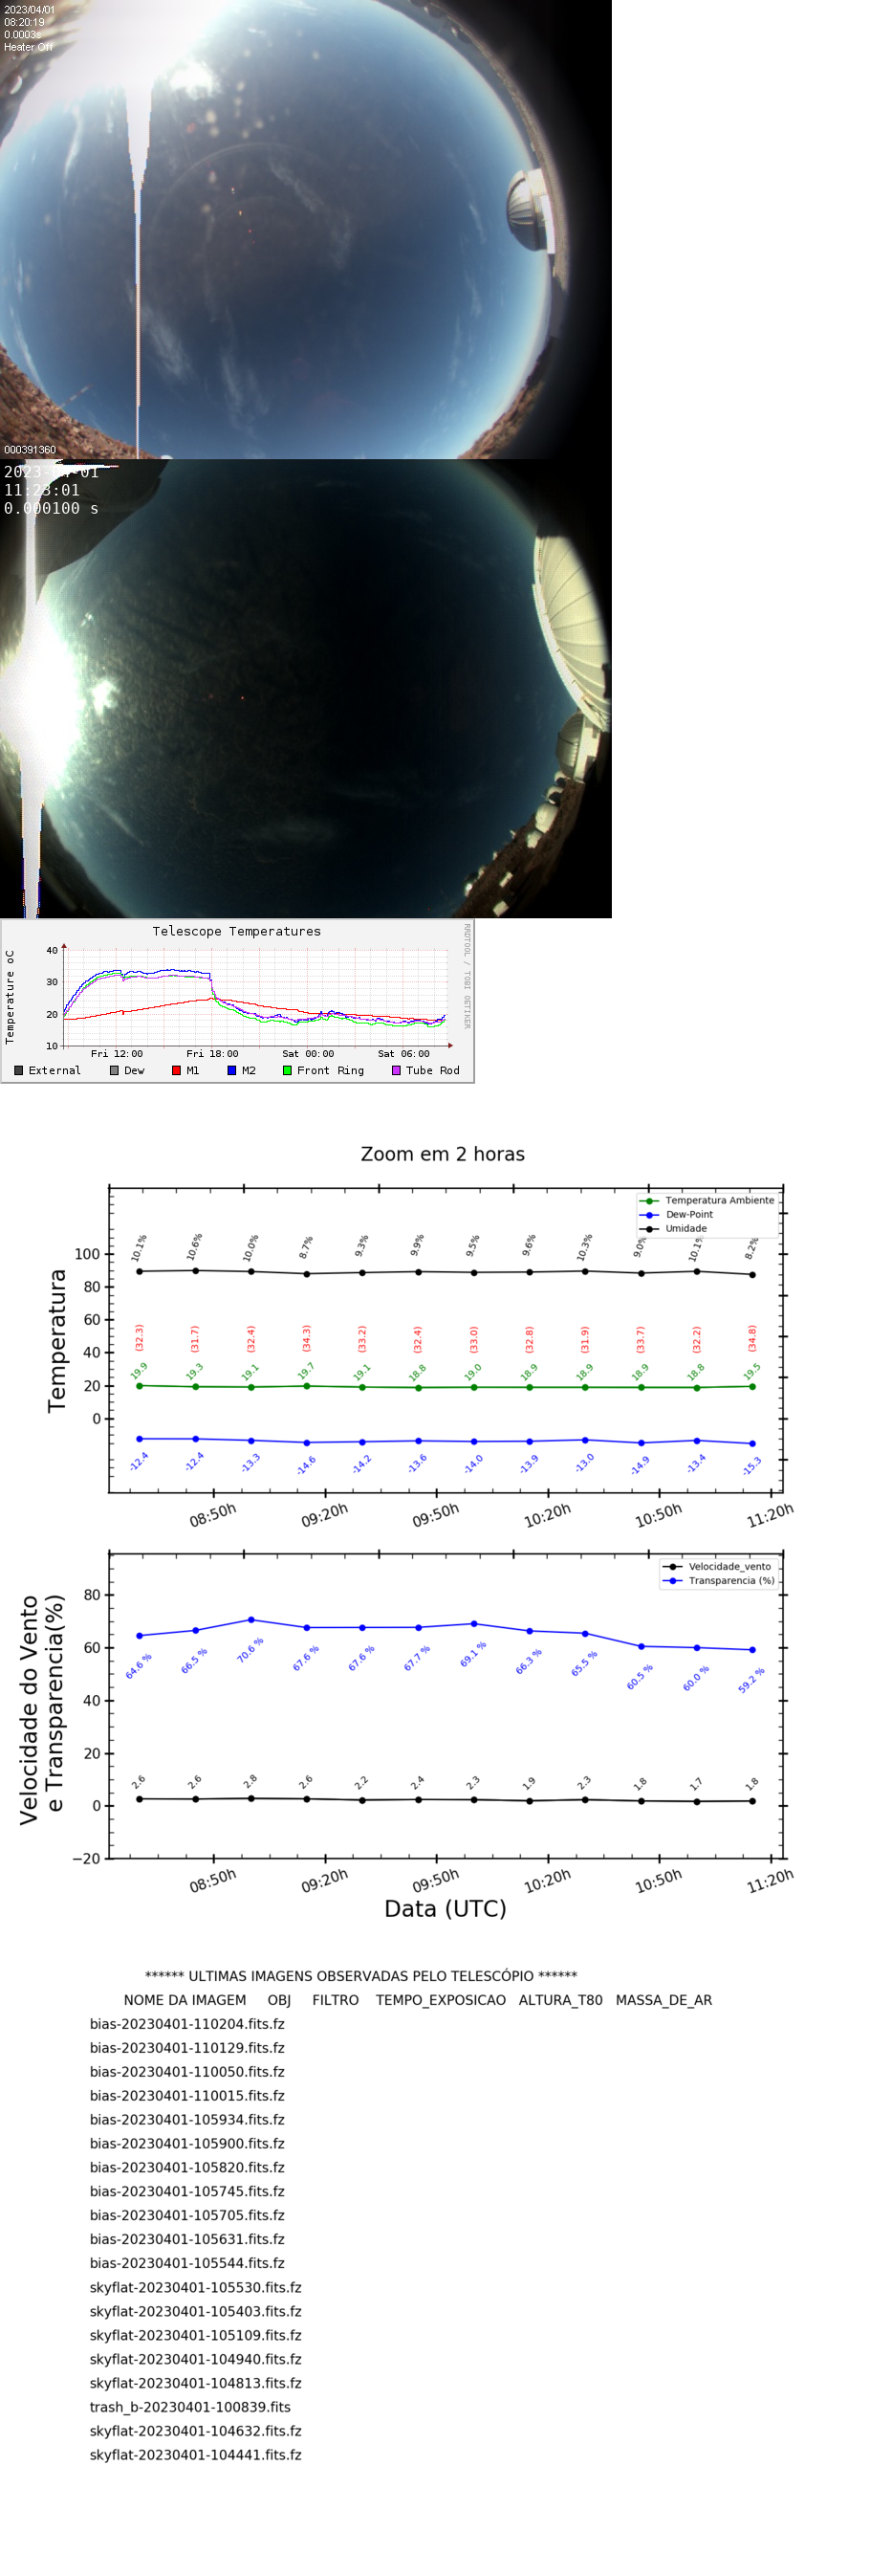 2023/04/01
08:20:19
0.0003s
Heater Off
000391360
11:23:01
0.000100 s
Telescope Temperatures
RRDTOOL / TOBI OETIKER
Temperature oC
40
30
20
10
Fri 12:00 Fri 18:00 Sat 00:00 Sat 06:00
External Dew M1 M2 Front Ring Tube Rod
Zoom em 2 horas
Temperatura Ambiente
Dew-Point
Umidade
Temperatura
100
80
60
40
20
0
10.1% 10.6% 10.0% 8.7% 9.3% 9.9% 9.5% 9.6% 10.3% 9.0% 10.1% 8.2%
(32.3) (31.7) (32.4) (34.3) (33.2) (32.4) (33.0) (32.8) (31.9) (33.7) (32.2) (34.8)
19.9 19.3 19.1 19.7 19.1 18.8 19.0 18.9 18.9 18.9 18.8 19.5
-12.4 -12.4 -13.3 -14.6 -14.2 -13.6 -14.0 -13.9 -13.0 -14.9 -13.4 -15.3
08:50h 09:20h 09:50h 10:20h 10:50h 11:20h
Velocidade_vento
Transparencia (%)
Velocidade do Vento
e Transparencia(%)
80
60
40
20
0
−20
64.6 % 66.5 % 70.6 % 67.6 % 67.6 % 67.7 % 69.1 % 66.3 % 65.5 % 60.5 % 60.0 % 59.2 %
2.6 2.6 2.8 2.6 2.2 2.4 2.3 1.9 2.3 1.8 1.7 1.8
08:50h 09:20h 09:50h 10:20h 10:50h 11:20h
Data (UTC)
****** ULTIMAS IMAGENS OBSERVADAS PELO TELESCÓPIO ******
NOME DA IMAGEM OBJ FILTRO TEMPO_EXPOSICAO ALTURA_T80 MASSA_DE_AR
bias-20230401-110204.fits.fz
bias-20230401-110129.fits.fz
bias-20230401-110050.fits.fz
bias-20230401-110015.fits.fz
bias-20230401-105934.fits.fz
bias-20230401-105900.fits.fz
bias-20230401-105820.fits.fz
bias-20230401-105745.fits.fz
bias-20230401-105705.fits.fz
bias-20230401-105631.fits.fz
bias-20230401-105544.fits.fz
skyflat-20230401-105530.fits.fz
skyflat-20230401-105403.fits.fz
skyflat-20230401-105109.fits.fz
skyflat-20230401-104940.fits.fz
skyflat-20230401-104813.fits.fz
trash_b-20230401-100839.fits
skyflat-20230401-104632.fits.fz
skyflat-20230401-104441.fits.fz